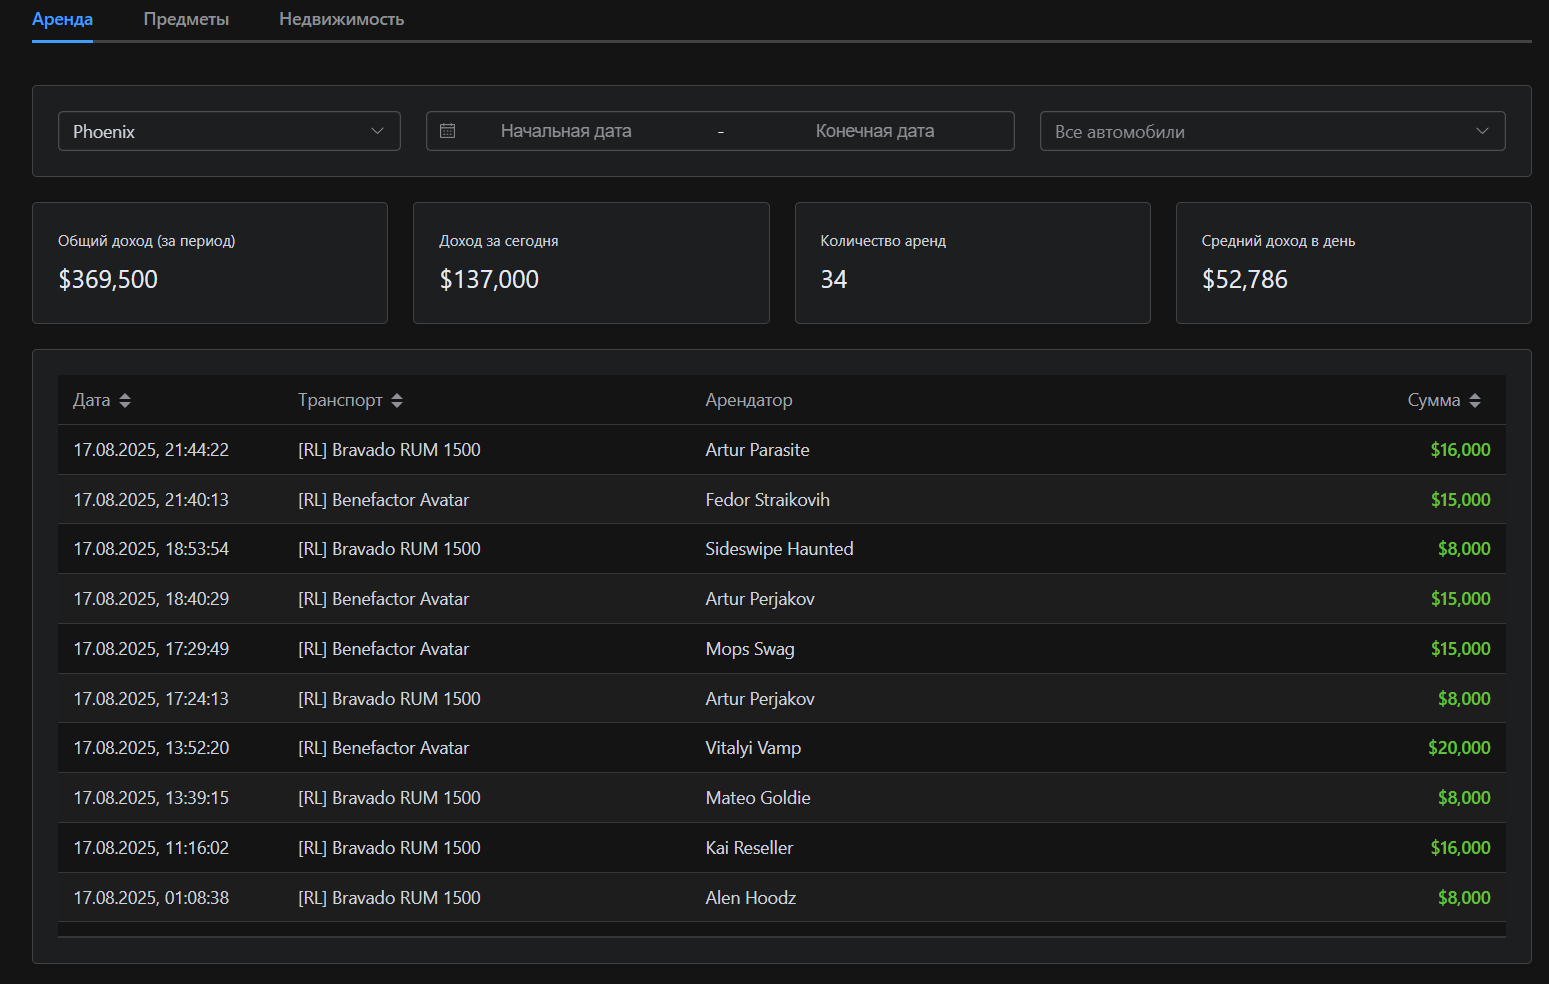 Аренда Предметы Недвижимость
Phoenix Начальная дата - Конечная дата Все автомобили
Общий доход (за период) Доход за сегодня Количество аренд Средний доход в день
$369,500 $137,000 34 $52,786
Дата Транспорт Арендатор Сумма
17.08.2025, 21:44:22 [RL] Bravado RUM 1500 Artur Parasite $16,000
17.08.2025, 21:40:13 [RL] Benefactor Avatar Fedor Straikovih $15,000
17.08.2025, 18:53:54 [RL] Bravado RUM 1500 Sideswipe Haunted $8,000
17.08.2025, 18:40:29 [RL] Benefactor Avatar Artur Perjakov $15,000
17.08.2025, 17:29:49 [RL] Benefactor Avatar Mops Swag $15,000
17.08.2025, 17:24:13 [RL] Bravado RUM 1500 Artur Perjakov $8,000
17.08.2025, 13:52:20 [RL] Benefactor Avatar Vitalyi Vamp $20,000
17.08.2025, 13:39:15 [RL] Bravado RUM 1500 Mateo Goldie $8,000
17.08.2025, 11:16:02 [RL] Bravado RUM 1500 Kai Reseller $16,000
17.08.2025, 01:08:38 [RL] Bravado RUM 1500 Alen Hoodz $8,000